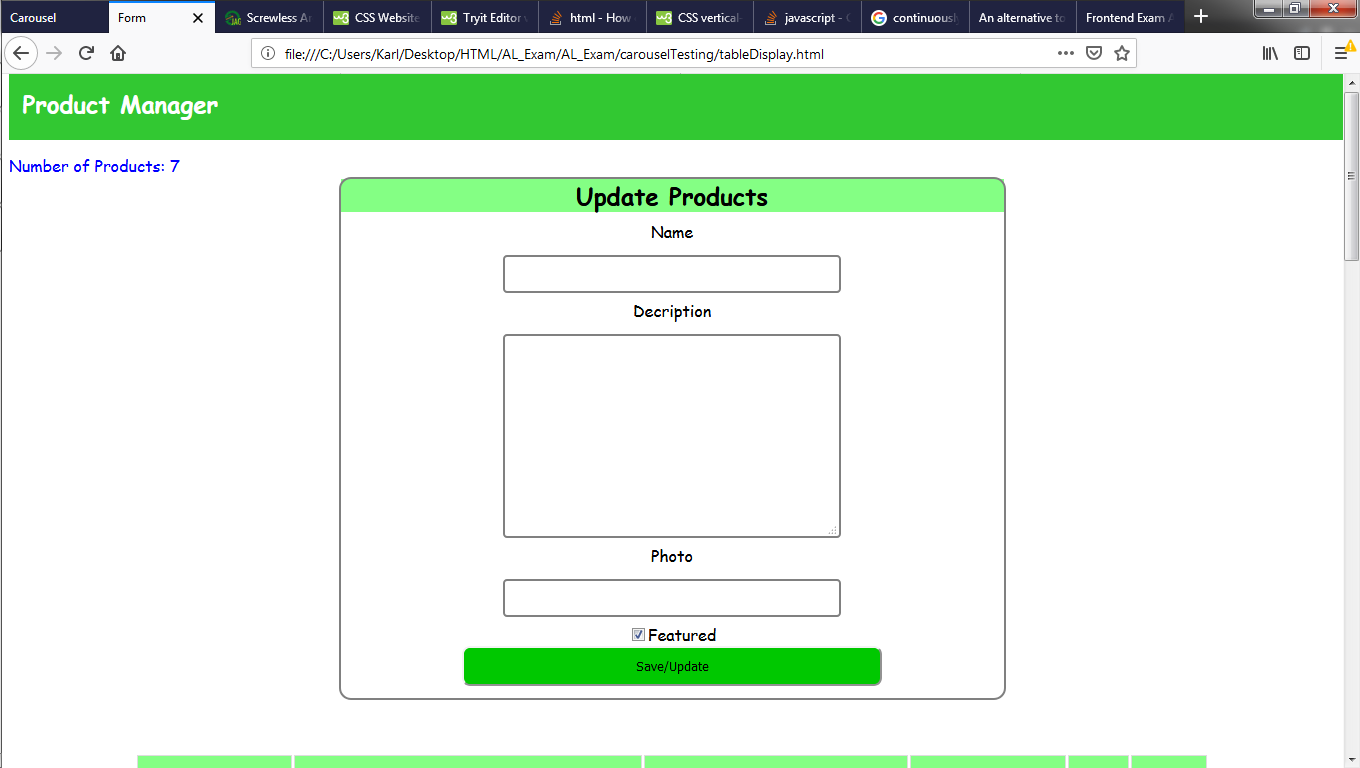 Carousel
Form
Screwless Ar
CSS Website
Tryit Editor v
html - How
CSS vertical-
javascript - C
continuously
An alternative to
Frontend Exam A
file:///C:/Users/Karl/Desktop/HTML/AL_Exam/AL_Exam/carouselTesting/tableDisplay.html
Product Manager
Number of Products: 7
Update Products
Name
Decription
Photo
Featured
Save/Update